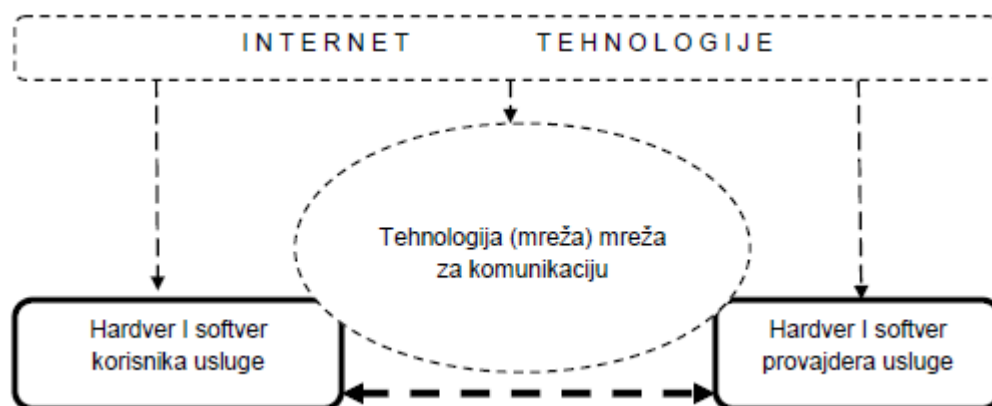 INTERNET TEHNOLOGIJE
Tehnologija (mreža) mreža
za komunikaciju
Hardver I softver
korisnika usluge
Hardver I softver
provajdera usluge